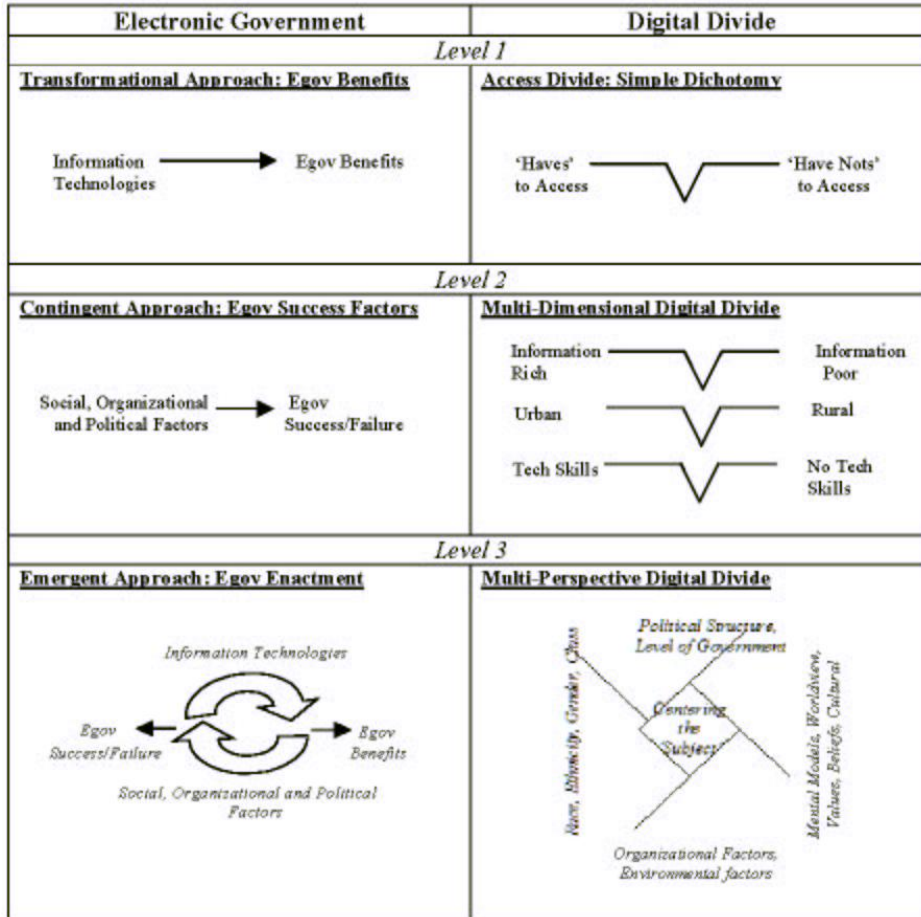 Electronic Government
Digital Divide
Level 1
Transformational Approach: Egov Benefits
Information
Technologies
Egov Benefits
Access Divide: Simple Dichotomy
‘Haves’
to Access
‘Have Nots’
to Access
Level 2
Contingent Approach: Egov Success Factors
Social, Organizational
and Political Factors
Egov
Success/Failure
Multi-Dimensional Digital Divide
Information
Rich
Information
Poor
Urban
Rural
Tech Skills
No Tech
Skills
Level 3
Emergent Approach: Egov Enactment
Information Technologies
Egov
Success/Failure
Egov
Benefits
Social, Organizational and Political
Factors
Multi-Perspective Digital Divide
Political Structure,
Level of Government
Race, Ethnicity, Gender, Class
Centering
the
Subject
Mental Models, Worldview,
Values, Beliefs, Cultural
Organizational Factors,
Environmental factors